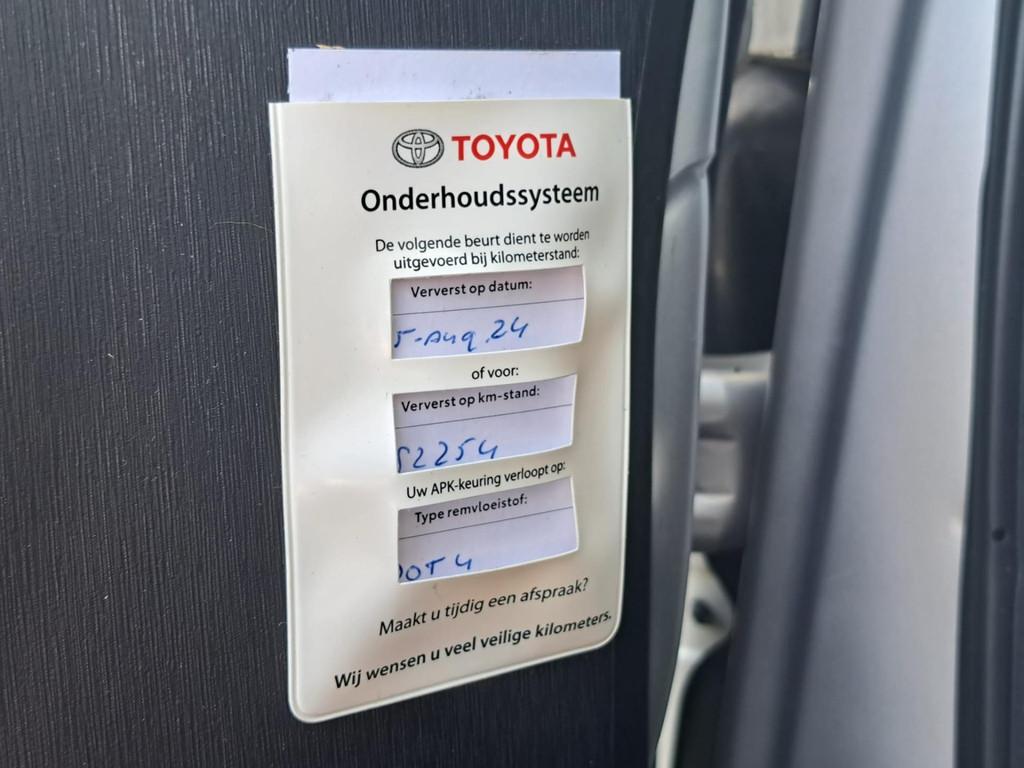 TOYOTA
Onderhoudssysteem
De volgende beurt dient te worden
uitgevoerd bij kilometerstand:
Ververst op datum:
5-Aug.24
of voor:
Ververst op km-stand:
52254
Uw APK-keuring verloopt op:
Type remvloeistof:
DOT 4
Maakt u tijdig een afspraak?
Wij wensen u veel veilige kilometers.